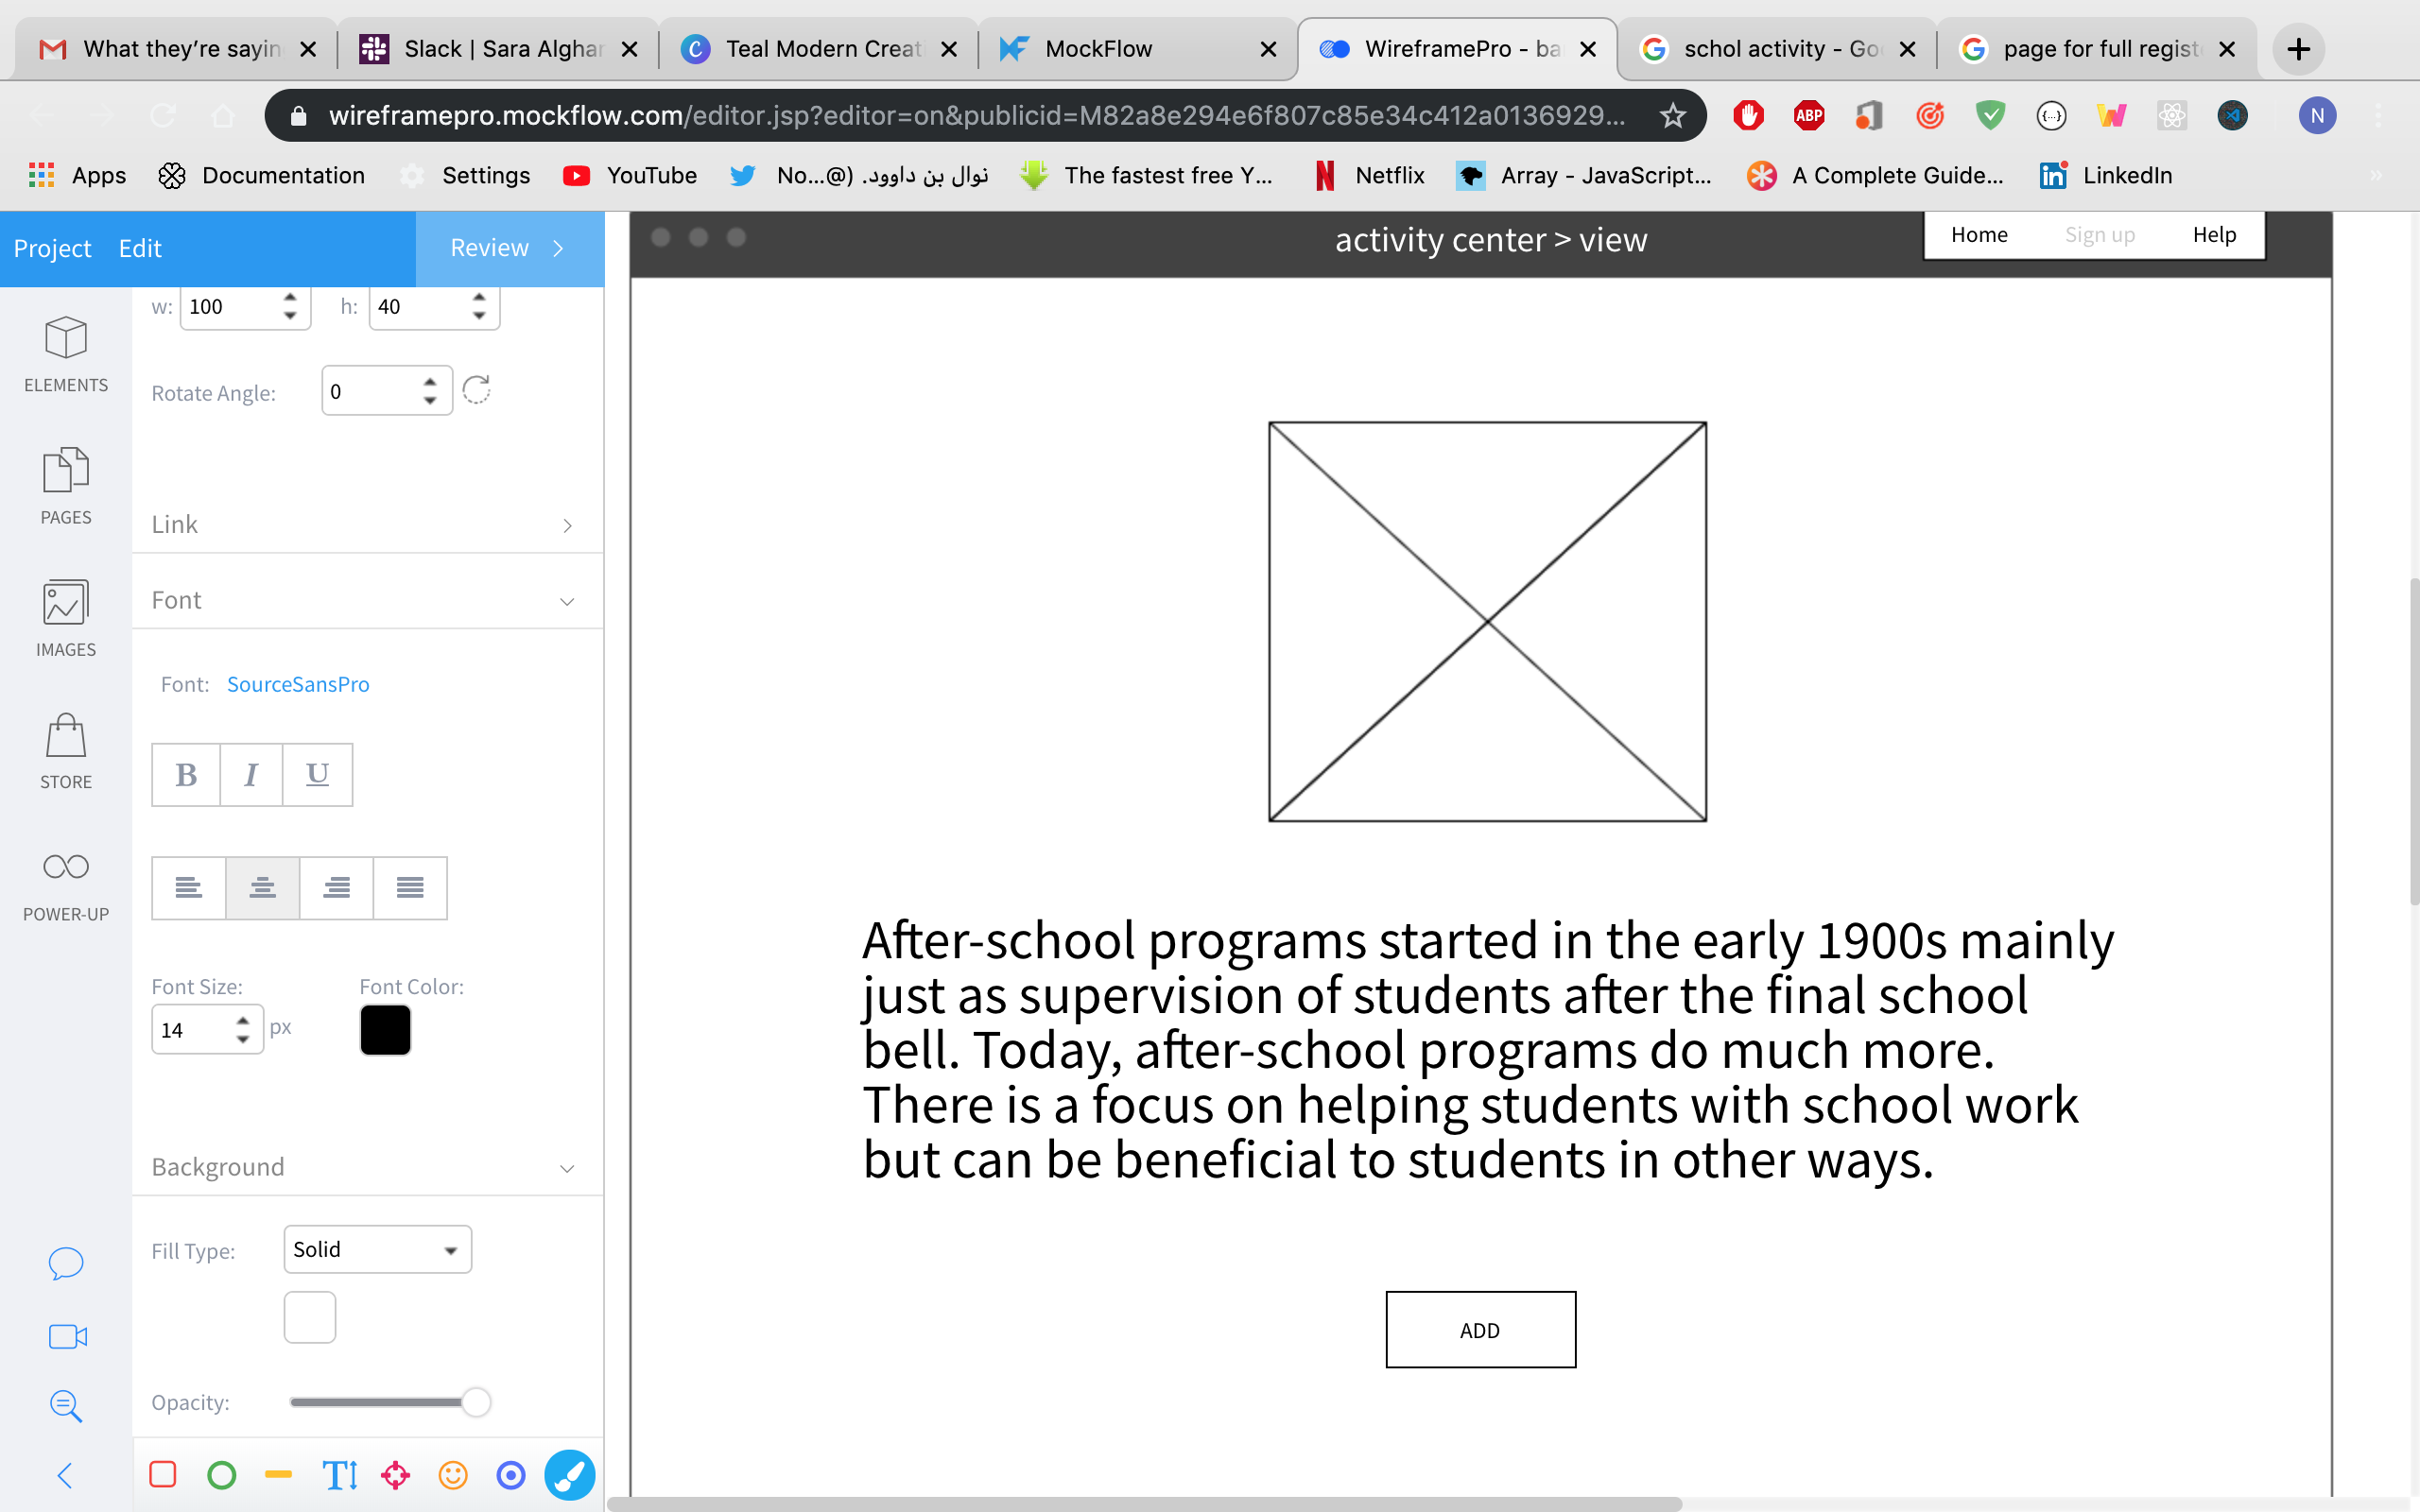 What they're sayin
Slack | Sara Alghar
Teal Modern Creat
MockFlow
WireframePro - ba
schol activity - Go
page for full regist
wireframepro.mockflow.com/editor.jsp?editor=on&publicid=M82a8e294e6f807c85e34c412a0136929...
ABP
N
Apps
Documentation
Settings
YouTube
No...@) .نوال بن داوود
The fastest free Y...
Netflix
Array - JavaScript...
A Complete Guide...
LinkedIn
Project
Edit
Review
activity center > view
Home
Sign up
Help
w: 100
h: 40
Rotate Angle: 0
ELEMENTS
PAGES
IMAGES
STORE
POWER-UP
Link
Font
Font: SourceSansPro
B I U
Font Size:
Font Color:
14 px
Background
Fill Type: Solid
Opacity:
After-school programs started in the early 1900s mainly
just as supervision of students after the final school
bell. Today, after-school programs do much more.
There is a focus on helping students with school work
but can be beneficial to students in other ways.
ADD